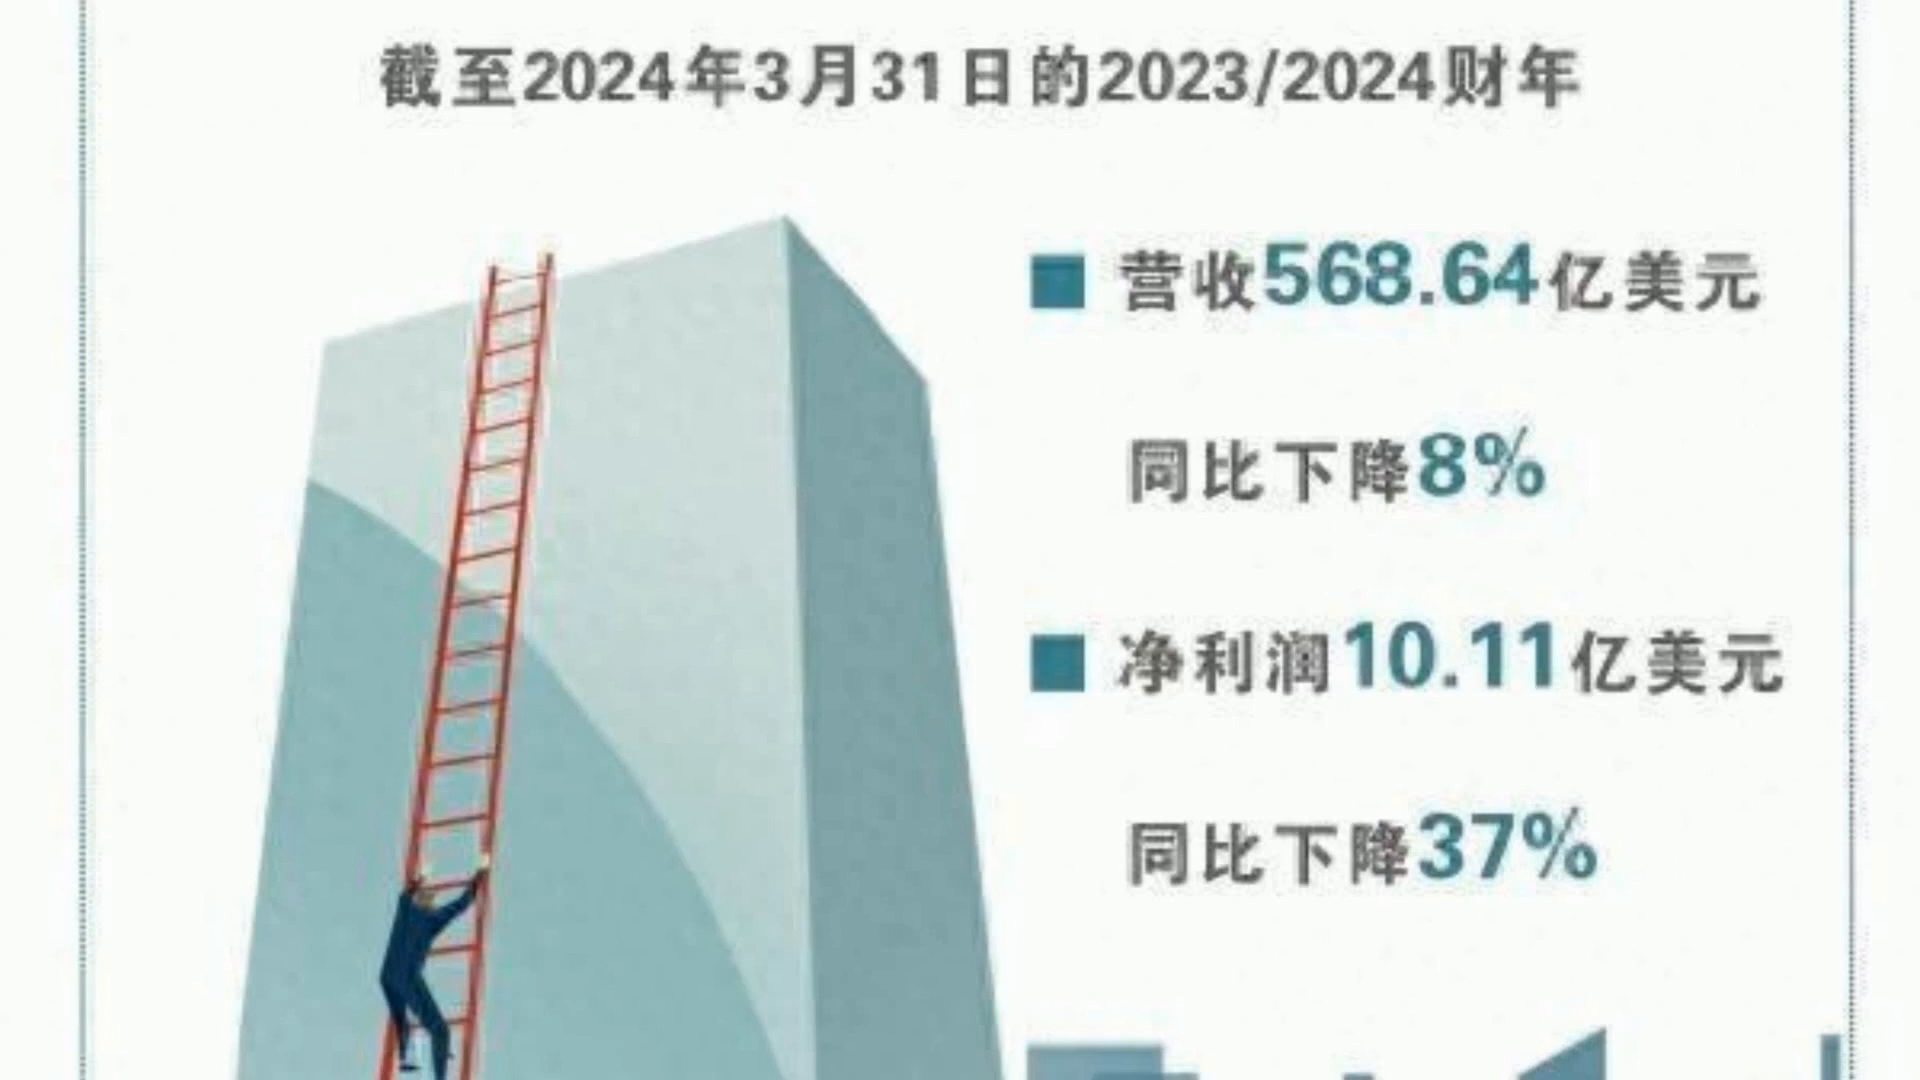 截至2024年3月31日的2023/2024财年
营收568.64亿美元
同比下降8%
净利润10.11亿美元
同比下降37%